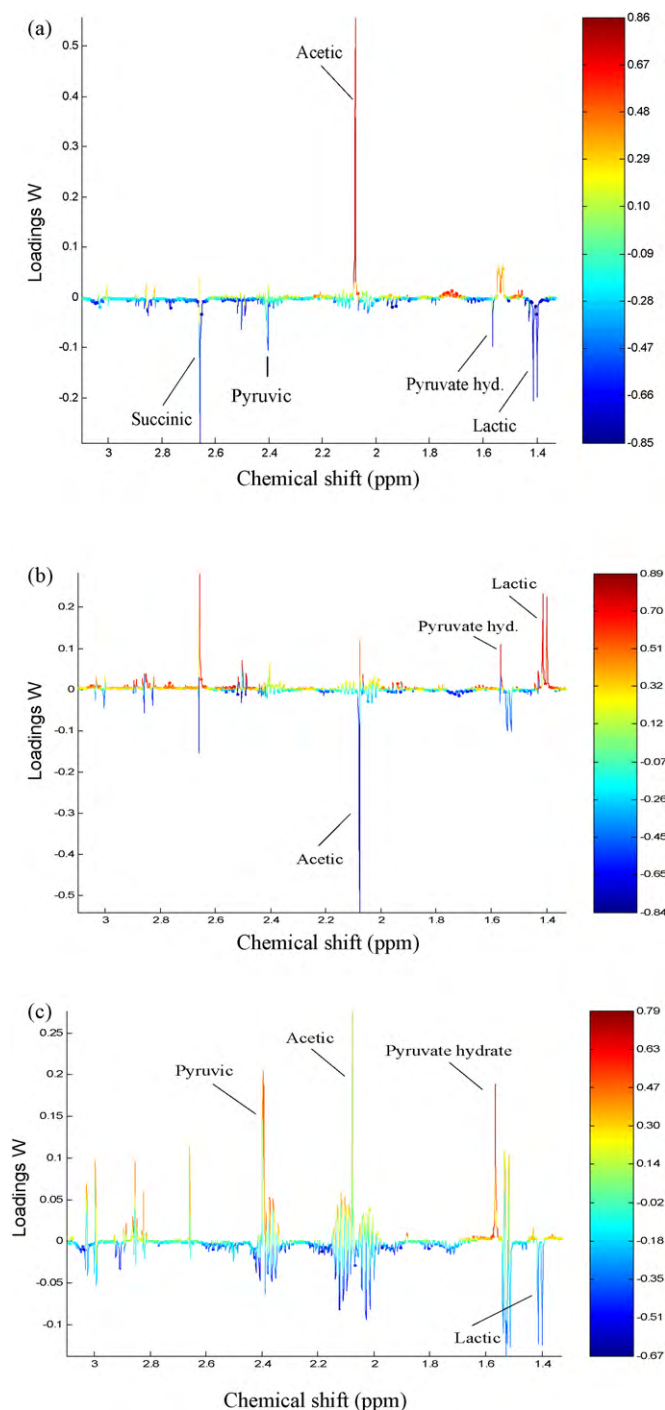 (a)
Loadings W
0.5
0.4
0.3
0.2
0.1
0
-0.1
-0.2
Acetic
Succinic
Pyruvic
Pyruvate hyd.
Lactic
3 2.8 2.6 2.4 2.2 2 1.8 1.6 1.4
Chemical shift (ppm)
0.86
0.67
0.48
0.29
0.10
-0.09
-0.28
-0.47
-0.66
-0.85
(b)
Loadings W
0.2
0.1
0
-0.1
-0.2
-0.3
-0.4
-0.5
Lactic
Pyruvate hyd.
Acetic
3 2.8 2.6 2.4 2.2 2 1.8 1.6 1.4
Chemical shift (ppm)
0.89
0.70
0.51
0.32
0.12
-0.07
-0.26
-0.45
-0.65
-0.84
(c)
Loadings W
0.25
0.2
0.15
0.1
0.05
0
-0.05
-0.1
Pyruvic
Acetic
Pyruvate hydrate
Lactic
3 2.8 2.6 2.4 2.2 2 1.8 1.6 1.4
Chemical shift (ppm)
0.79
0.63
0.47
0.30
0.14
-0.02
-0.18
-0.35
-0.51
-0.67